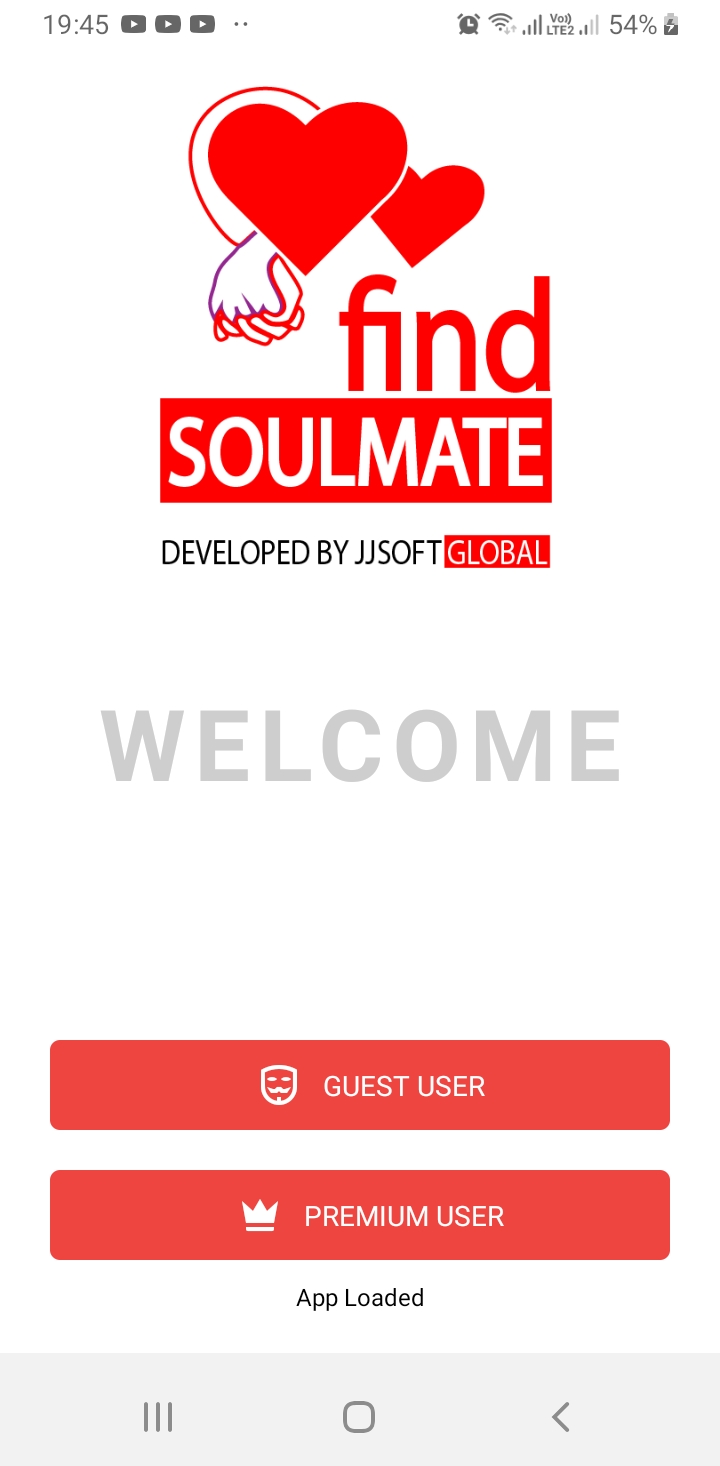 19:45
Vo)) LTE2 54%
find
SOULMATE
DEVELOPED BY JJSOFT GLOBAL
WELCOME
GUEST USER
PREMIUM USER
App Loaded